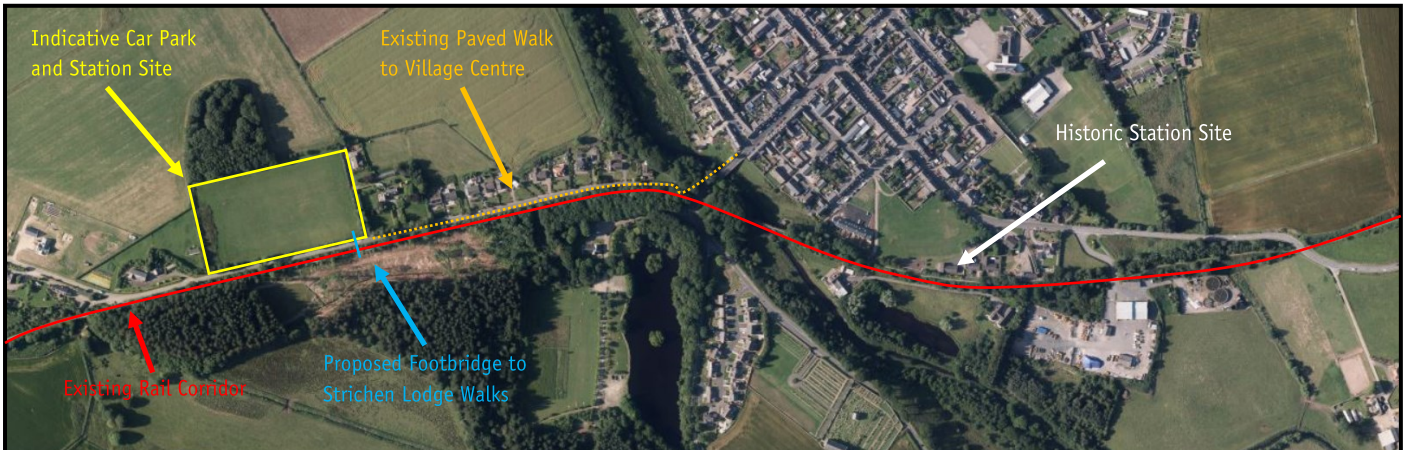 Indicative Car Park
and Station Site
Existing Paved Walk
to Village Centre
Historic Station Site
Proposed Footbridge to
Strichen Lodge Walks
Existing Rail Corridor